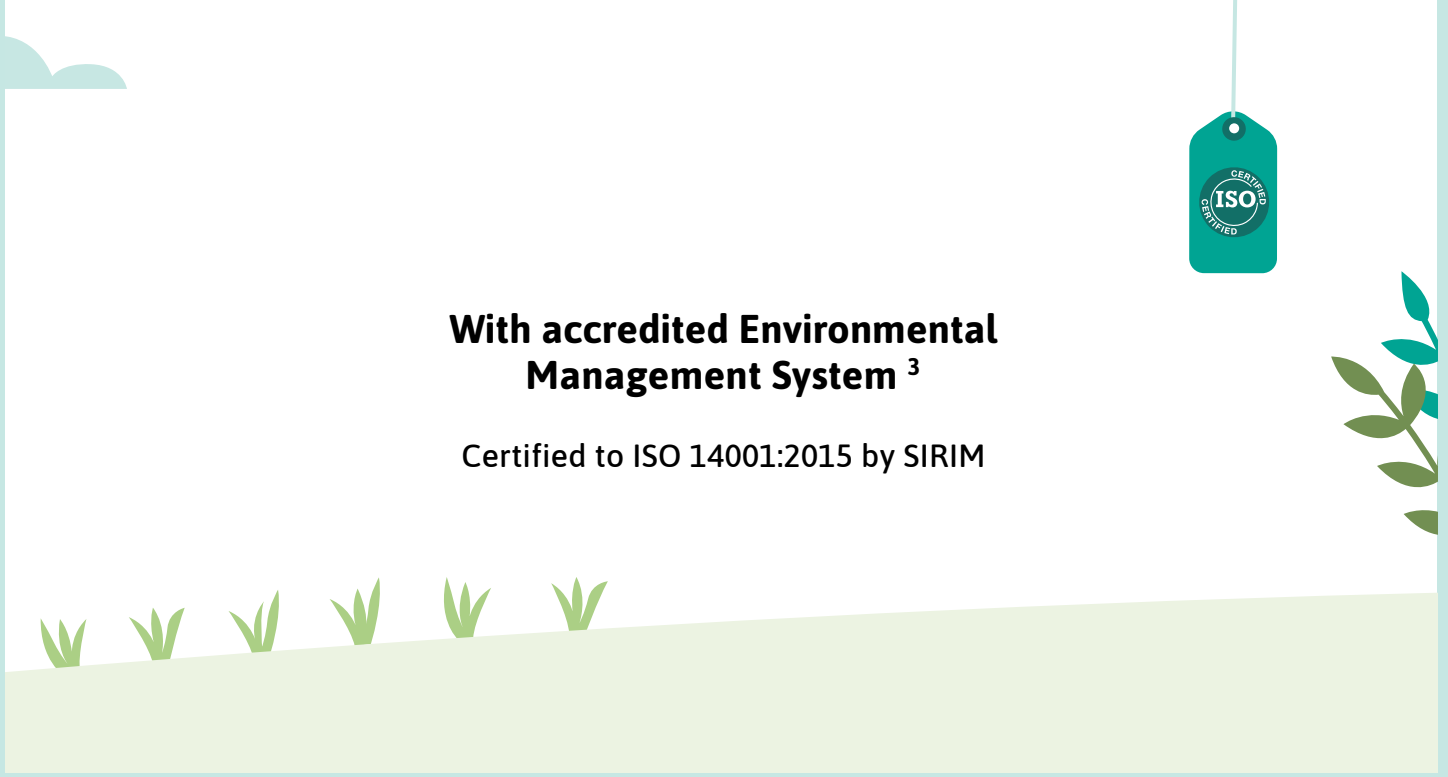 CERTIFIED
ISO
CERTIFIED
With accredited Environmental
Management System ³
Certified to ISO 14001:2015 by SIRIM